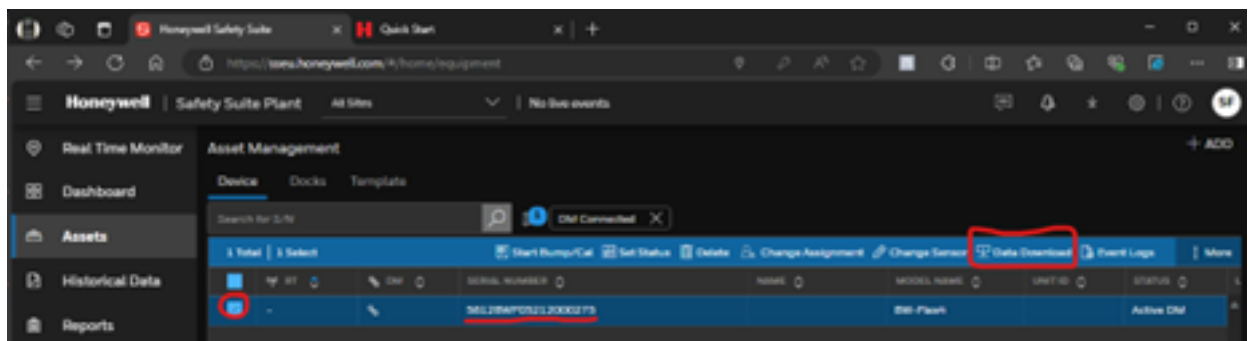 Honeywell Safety Suite Quick Start
https://sseu.honeywell.com/#/home/equipment
Honeywell | Safety Suite Plant All Sites No live events SF
Real Time Monitor
Dashboard
Assets
Historical Data
Reports
Asset Management + ADD
Device Docks Template
Search for S/N DM Connected
1 Total | 1 Select Start Bump/Cal Set Status Delete Change Assignment Change Sensor Data Download Event Logs More
RT DM SERIAL NUMBER NAME MODEL NAME UNIT ID STATUS
- Active DM